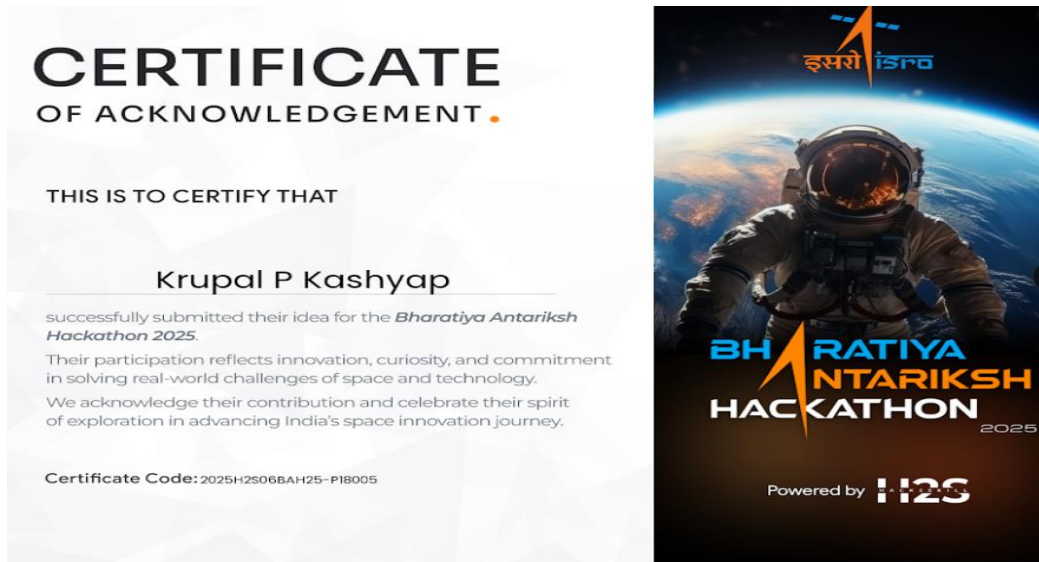 CERTIFICATE
OF ACKNOWLEDGEMENT.
THIS IS TO CERTIFY THAT
Krupal P Kashyap
successfully submitted their idea for the Bharatiya Antariksh
Hackathon 2025.
Their participation reflects innovation, curiosity, and commitment
in solving real-world challenges of space and technology.
We acknowledge their contribution and celebrate their spirit
of exploration in advancing India's space innovation journey.
Certificate Code: 2025H2S06BAH25-P18005
इसरो isro
BHARATIYA
ANTARIKSH
HACKATHON
2025
Powered by H2S
HACK2SKILL